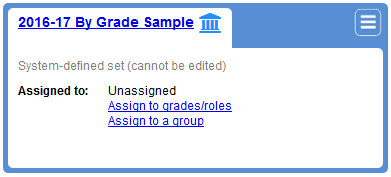 2016-17 By Grade Sample
System-defined set (cannot be edited)
Assigned to: Unassigned
Assign to grades/roles
Assign to a group